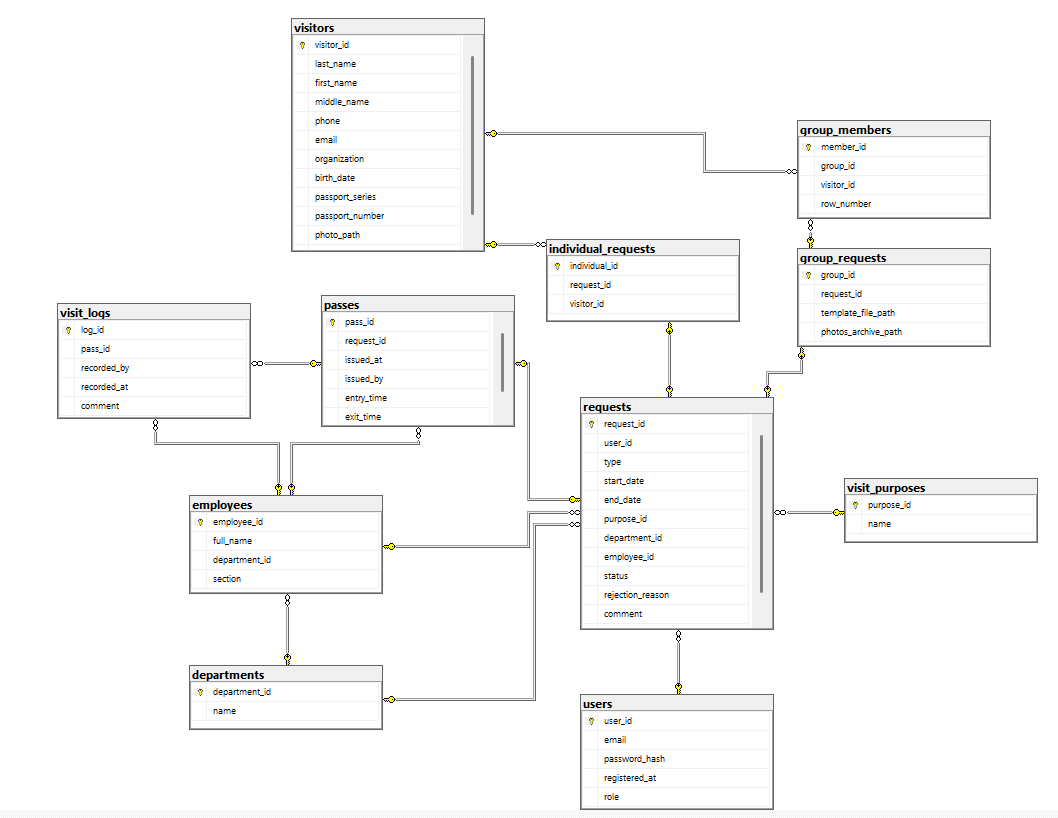 visitors
visitor_id
last_name
first_name
middle_name
phone
email
organization
birth_date
passport_series
passport_number
photo_path
group_members
member_id
group_id
visitor_id
row_number
individual_requests
individual_id
request_id
visitor_id
group_requests
group_id
request_id
template_file_path
photos_archive_path
visit_logs
log_id
pass_id
recorded_by
recorded_at
comment
passes
pass_id
request_id
issued_at
issued_by
entry_time
exit_time
requests
request_id
user_id
type
start_date
end_date
purpose_id
department_id
employee_id
status
rejection_reason
comment
visit_purposes
purpose_id
name
employees
employee_id
full_name
department_id
section
departments
department_id
name
users
user_id
email
password_hash
registered_at
role